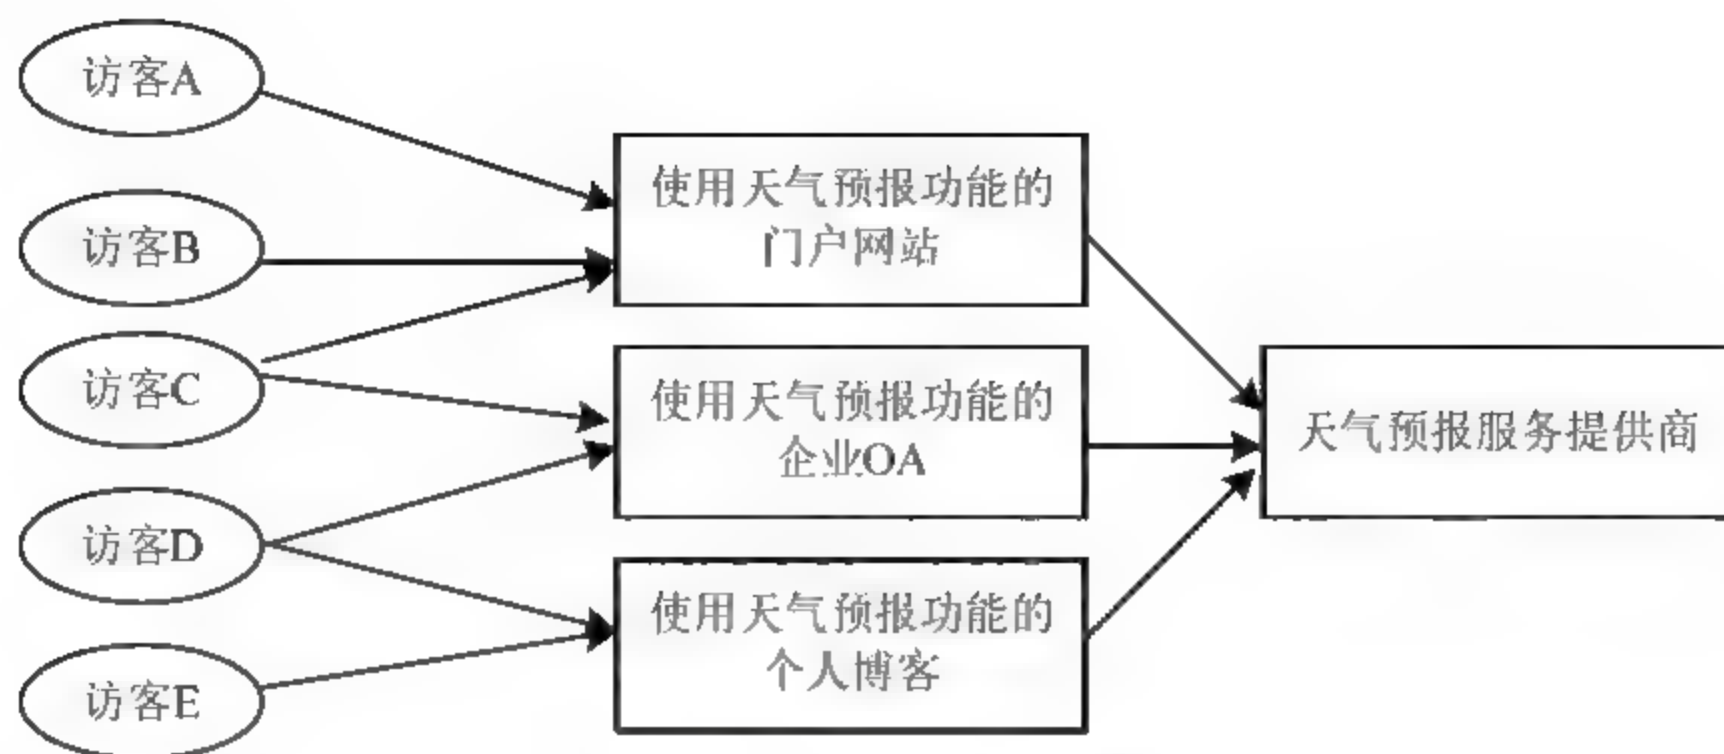 访客A
访客B
访客C
访客D
访客E
使用天气预报功能的
门户网站
使用天气预报功能的
企业OA
使用天气预报功能的
个人博客
天气预报服务提供商